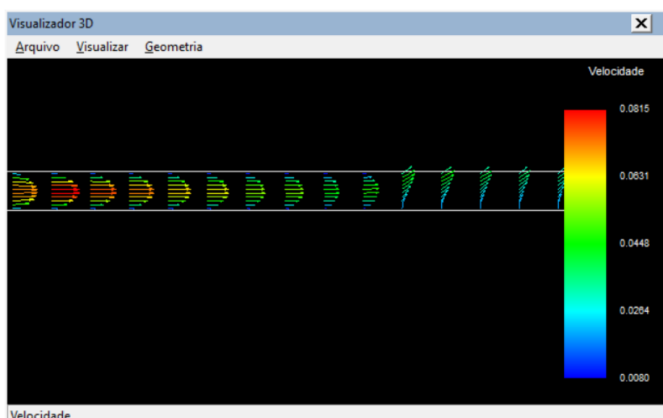 Visualizador 3D
Arquivo Visualizar Geometria
Velocidade
0.0815
0.0631
0.0448
0.0264
0.0080
Velocidade